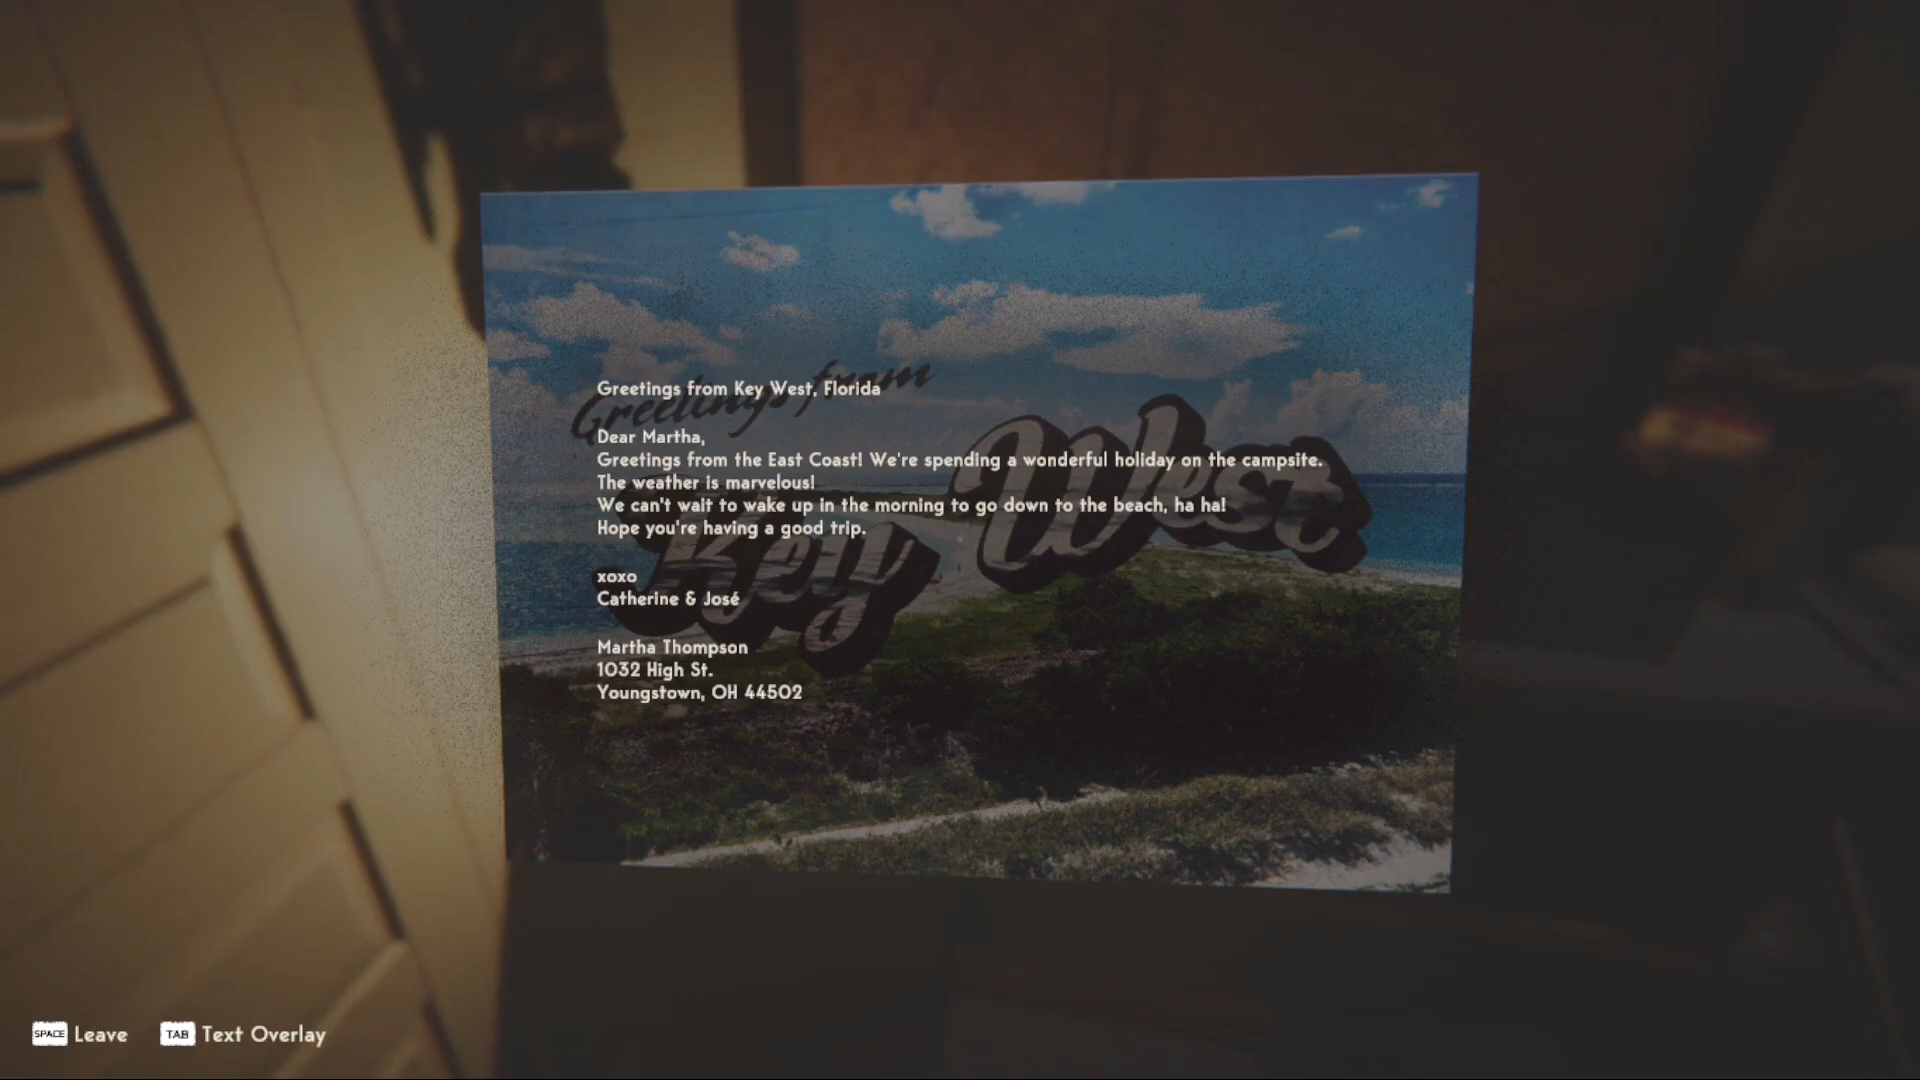 Greetings from Key West, Florida
Dear Martha,
Greetings from the East Coast! We're spending a wonderful holiday on the campsite.
The weather is marvelous!
We can't wait to wake up in the morning to go down to the beach, ha ha!
Hope you're having a good trip.
xoxo
Catherine & José
Martha Thompson
1032 High St.
Youngstown, OH 44502
Greetings from
Key West
SPACE Leave TAB Text Overlay